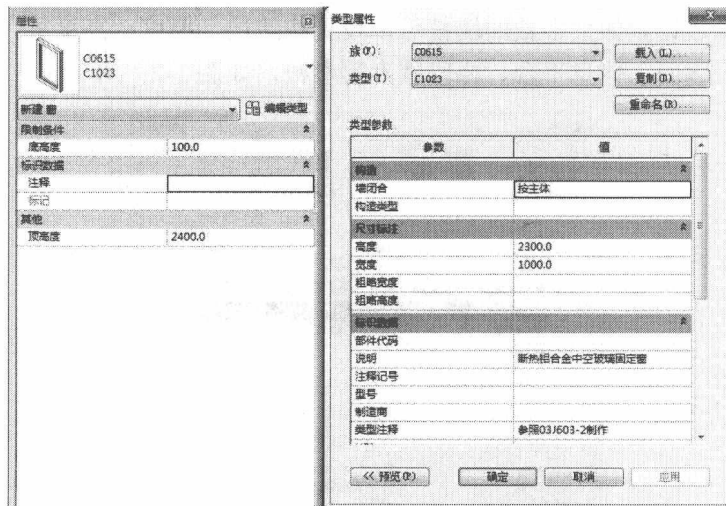 属性
C0615
C1023
新建 窗
编辑类型
限制条件
底高度 100.0
标识数据
注释
标记
其他
顶高度 2400.0
类型属性
族(F): C0615 载入(L)...
类型(T): C1023 复制(D)...
重命名(R)...
类型参数
参数 值
构造
墙闭合 按主体
构造类型
尺寸标注
高度 2300.0
宽度 1000.0
粗略宽度
粗略高度
标识数据
部件代码
说明 断热铝合金中空玻璃固定窗
注释记号
型号
制造商
类型注释 参照03J603-2制作
<< 预览(P) 确定 取消 应用